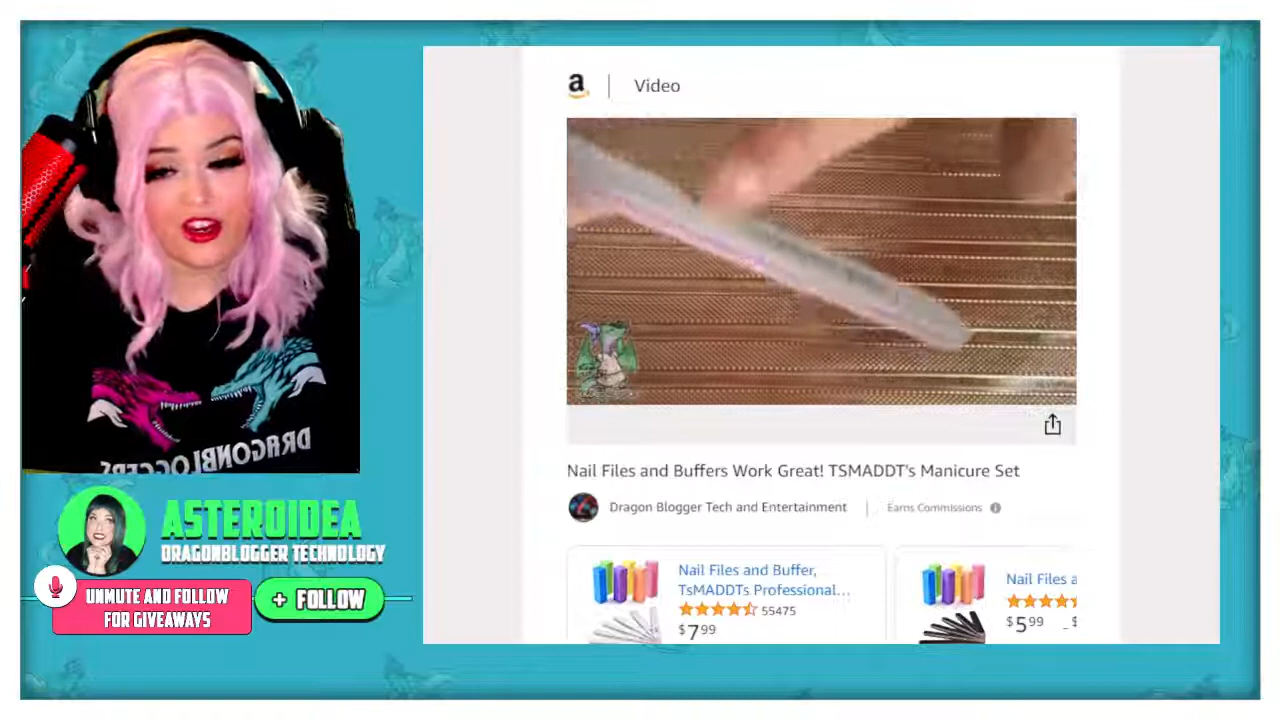 a
Video
DRAGONBLOGGERS
Nail Files and Buffers Work Great! TSMADDT's Manicure Set
Dragon Blogger Tech and Entertainment
Earns Commissions
ASTEROIDEA
DRAGONBLOGGER TECHNOLOGY
UNMUTE AND FOLLOW
FOR GIVEAWAYS
+ FOLLOW
Nail Files and Buffer,
TsMADDTs Professional...
55475
$7 99
Nail Files a
$5 99